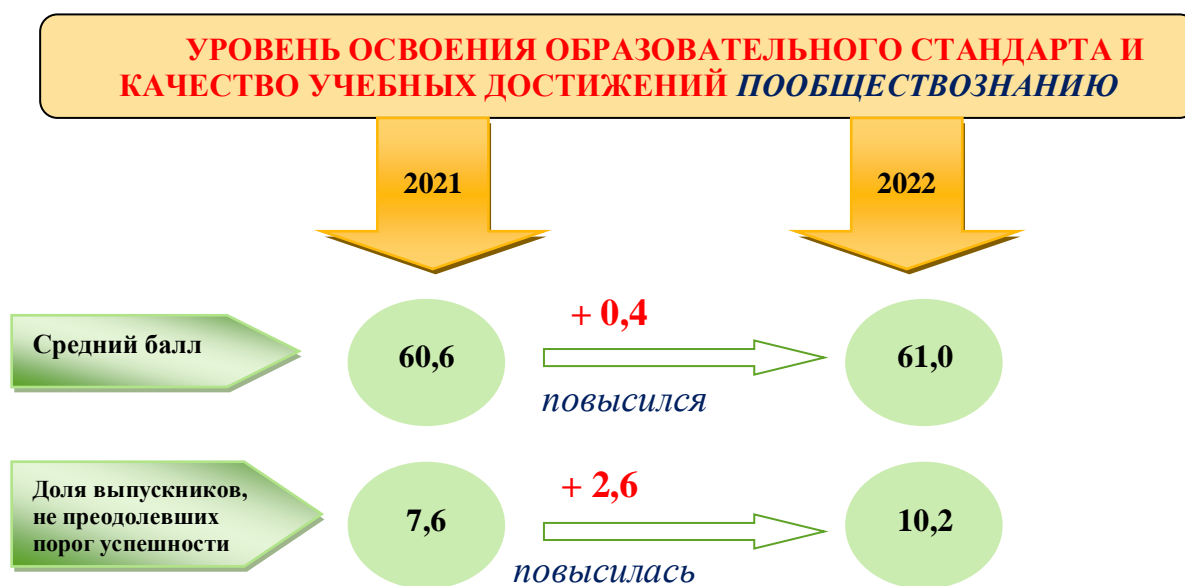 УРОВЕНЬ ОСВОЕНИЯ ОБРАЗОВАТЕЛЬНОГО СТАНДАРТА И
КАЧЕСТВО УЧЕБНЫХ ДОСТИЖЕНИЙ ПООБЩЕСТВОЗНАНИЮ
2021
2022
Средний балл
60,6
+ 0,4
повысился
61,0
Доля выпускников,
не преодолевших
порог успешности
7,6
+ 2,6
повысилась
10,2